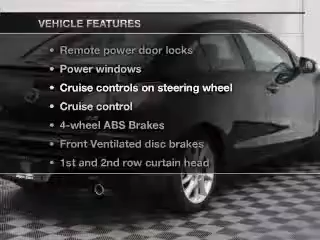 VEHICLE FEATURES
• Remote power door locks
• Power windows
• Cruise controls on steering wheel
• Cruise control
• 4-wheel ABS Brakes
• Front Ventilated disc brakes
• 1st and 2nd row curtain head